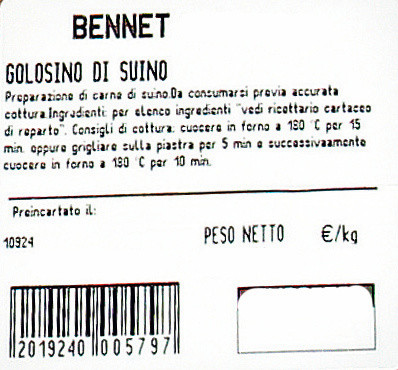 BENNET
GOLOSINO DI SUINO
Preparazione di carne di suino.Da consumarsi previa accurata
cottura.Ingredienti: per elenco ingredienti "vedi ricettario cartaceo
di reparto". Consigli di cottura: cuocere in forno a 180 °C per 15
min. oppure grigliare sulla piastra per 5 min e successivaamente
cuocere in forno a 180 °C per 10 min.
Preincartato il:
10924 PESO NETTO €/kg
2019240 005797